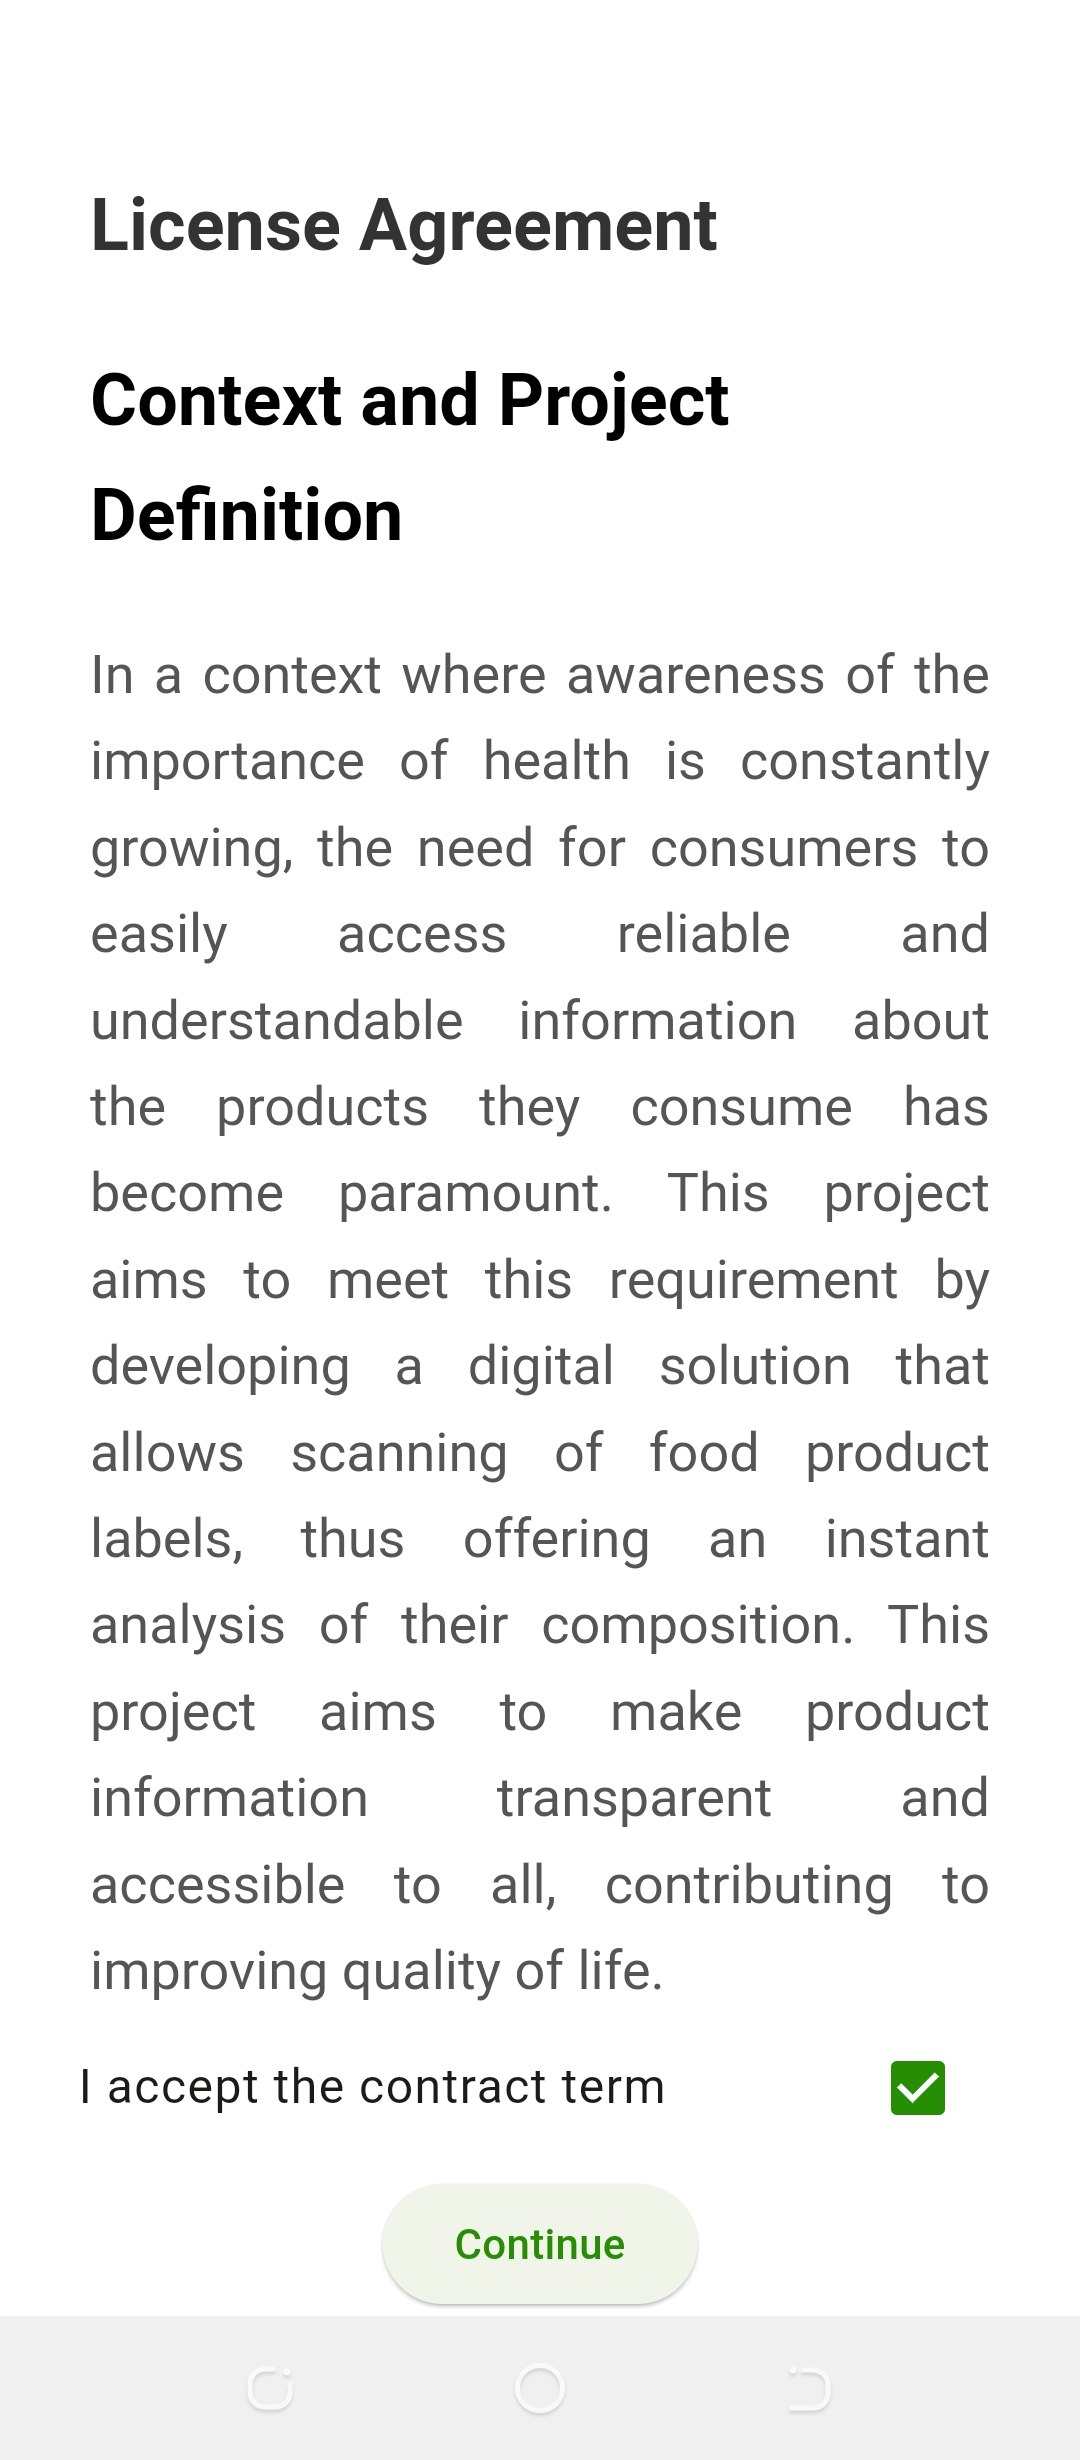 License Agreement
Context and Project
Definition
In a context where awareness of the
importance of health is constantly
growing, the need for consumers to
easily access reliable and
understandable information about
the products they consume has
become paramount. This project
aims to meet this requirement by
developing a digital solution that
allows scanning of food product
labels, thus offering an instant
analysis of their composition. This
project aims to make product
information transparent and
accessible to all, contributing to
improving quality of life.
I accept the contract term
Continue